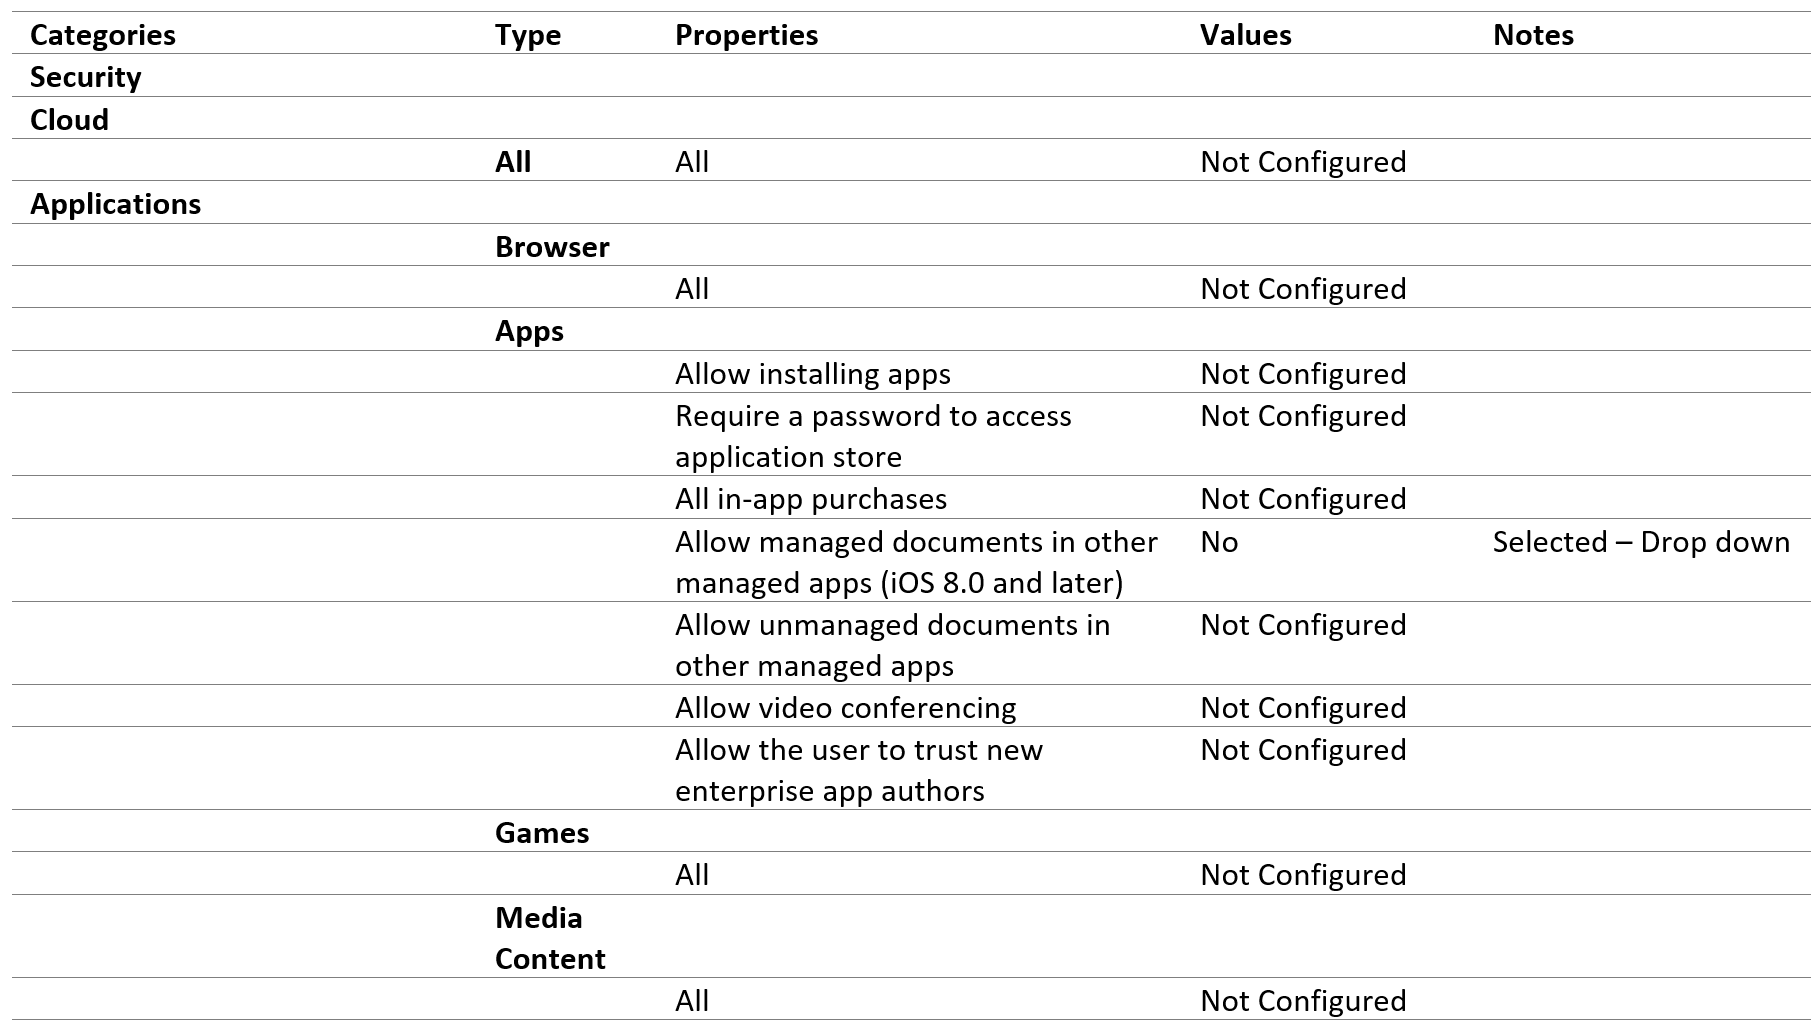 Categories Type Properties Values Notes
Security
Cloud
All All Not Configured
Applications
Browser
All Not Configured
Apps
Allow installing apps Not Configured
Require a password to access Not Configured
application store
All in-app purchases Not Configured
Allow managed documents in other No Selected – Drop down
managed apps (iOS 8.0 and later)
Allow unmanaged documents in Not Configured
other managed apps
Allow video conferencing Not Configured
Allow the user to trust new Not Configured
enterprise app authors
Games
All Not Configured
Media
Content
All Not Configured